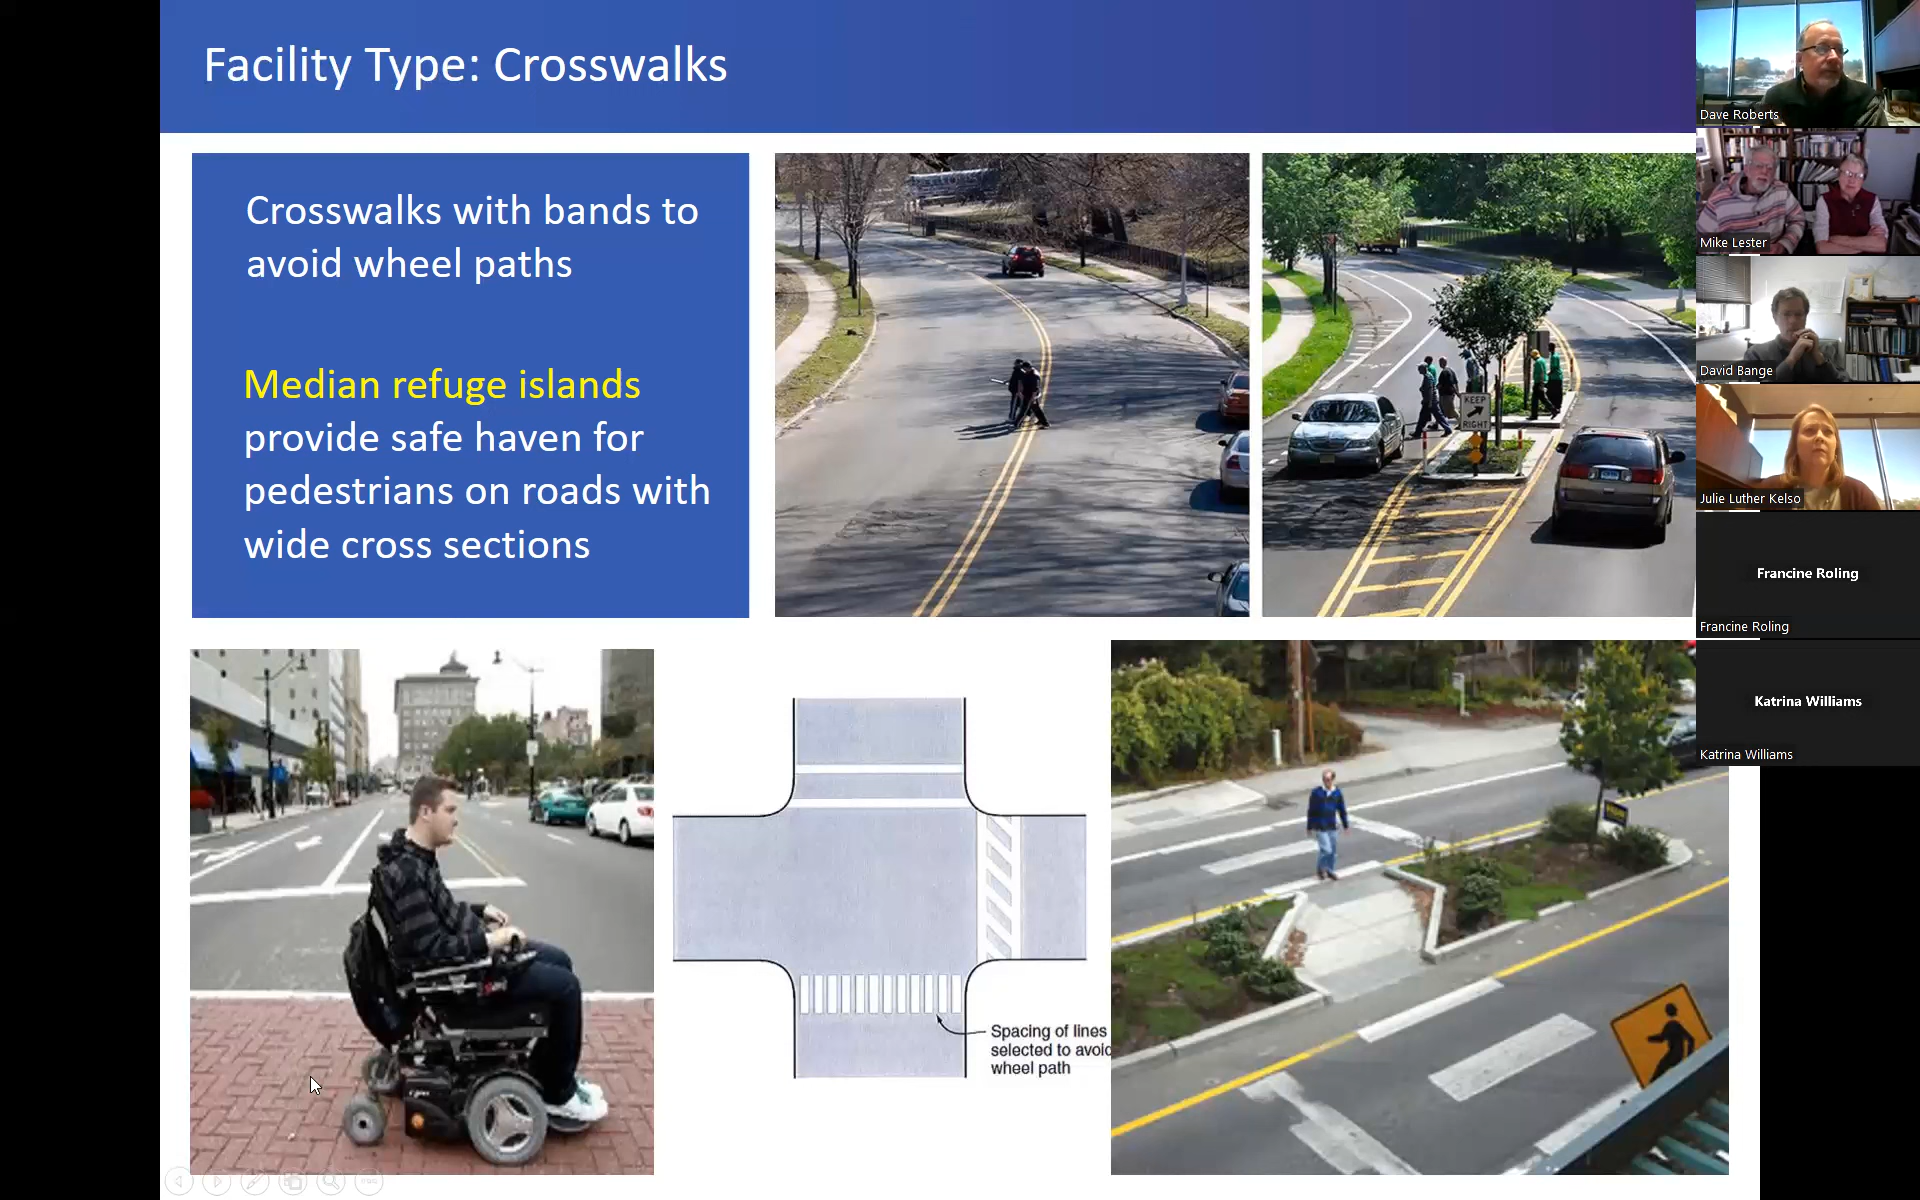 Facility Type: Crosswalks
Crosswalks with bands to
avoid wheel paths
Median refuge islands
provide safe haven for
pedestrians on roads with
wide cross sections
KEEP
RIGHT
Spacing of lines
selected to avoid
wheel path
Dave Roberts
Mike Lester
David Bange
Julie Luther Kelso
Francine Roling
Francine Roling
Katrina Williams
Katrina Williams